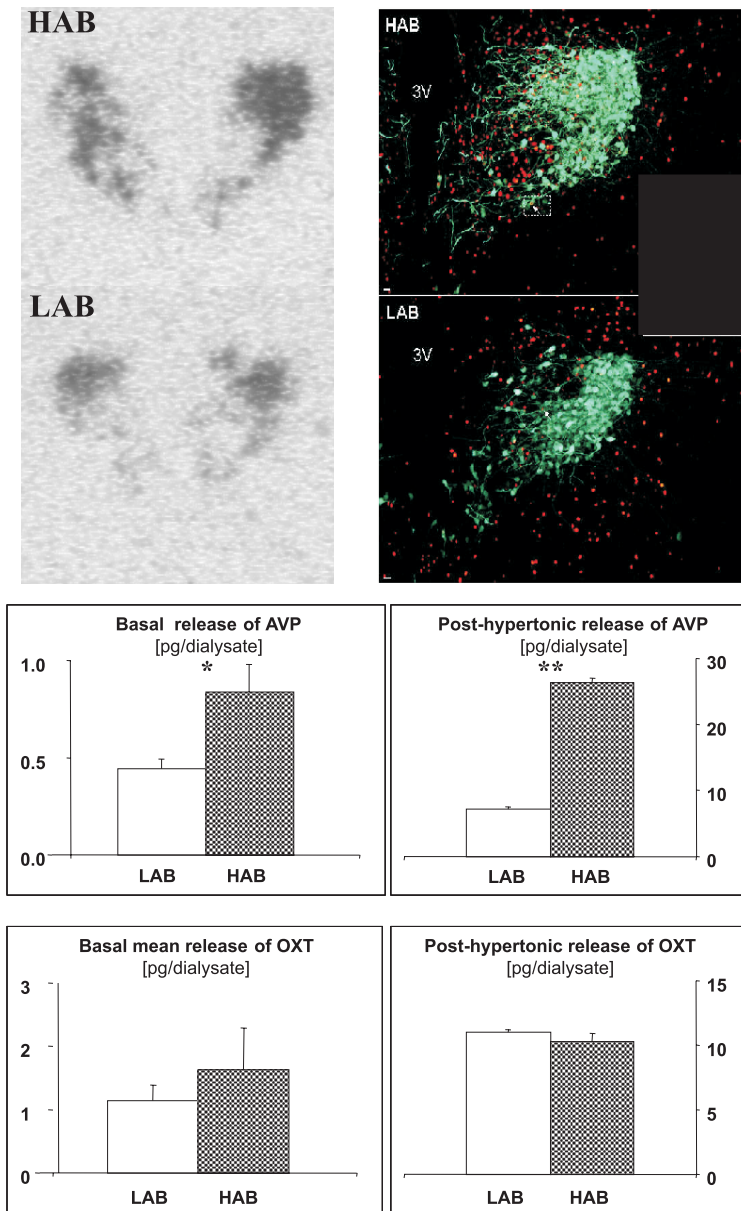 HAB
HAB
3V
LAB
LAB
3V
Basal release of AVP
[pg/dialysate]
*
1.0
0.5
0.0
LAB HAB
Post-hypertonic release of AVP
[pg/dialysate]
**
30
20
10
0
LAB HAB
Basal mean release of OXT
[pg/dialysate]
3
2
1
0
LAB HAB
Post-hypertonic release of OXT
[pg/dialysate]
15
10
5
0
LAB HAB